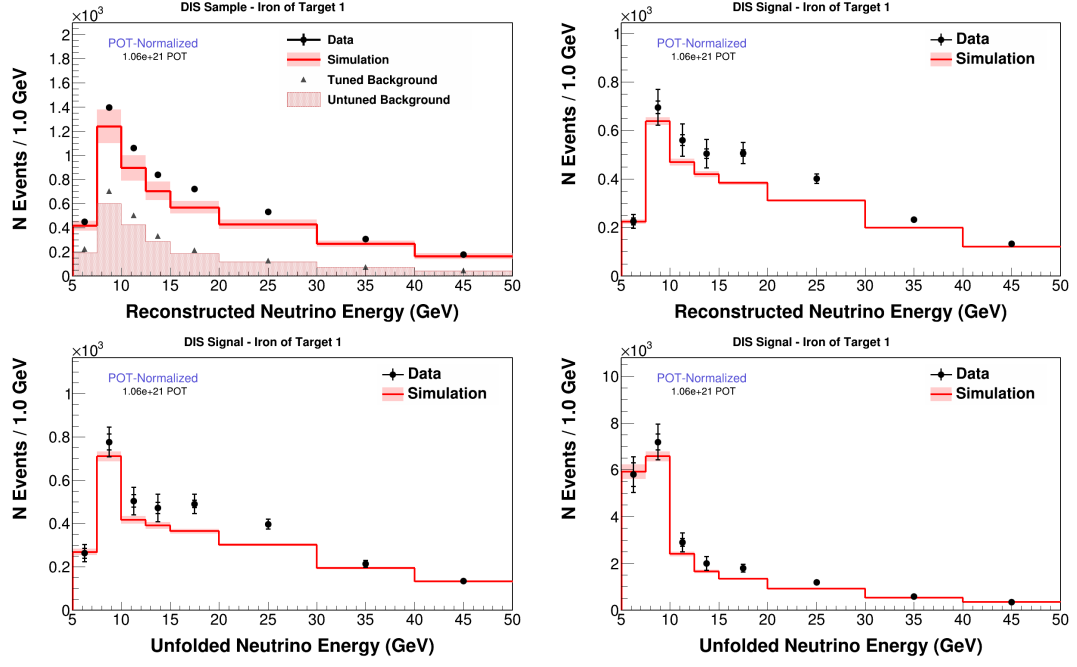 DIS Sample - Iron of Target 1
×10³
POT-Normalized
1.06e+21 POT
Data
Simulation
Tuned Background
Untuned Background
N Events / 1.0 GeV
2
1.8
1.6
1.4
1.2
1
0.8
0.6
0.4
0.2
0
5 10 15 20 25 30 35 40 45 50
Reconstructed Neutrino Energy (GeV)
DIS Signal - Iron of Target 1
×10³
POT-Normalized
1.06e+21 POT
Data
Simulation
N Events / 1.0 GeV
1
0.8
0.6
0.4
0.2
0
5 10 15 20 25 30 35 40 45 50
Reconstructed Neutrino Energy (GeV)
DIS Signal - Iron of Target 1
×10³
POT-Normalized
1.06e+21 POT
Data
Simulation
N Events / 1.0 GeV
1
0.8
0.6
0.4
0.2
0
5 10 15 20 25 30 35 40 45 50
Unfolded Neutrino Energy (GeV)
DIS Signal - Iron of Target 1
×10³
POT-Normalized
1.06e+21 POT
Data
Simulation
N Events / 1.0 GeV
10
8
6
4
2
0
5 10 15 20 25 30 35 40 45 50
Unfolded Neutrino Energy (GeV)